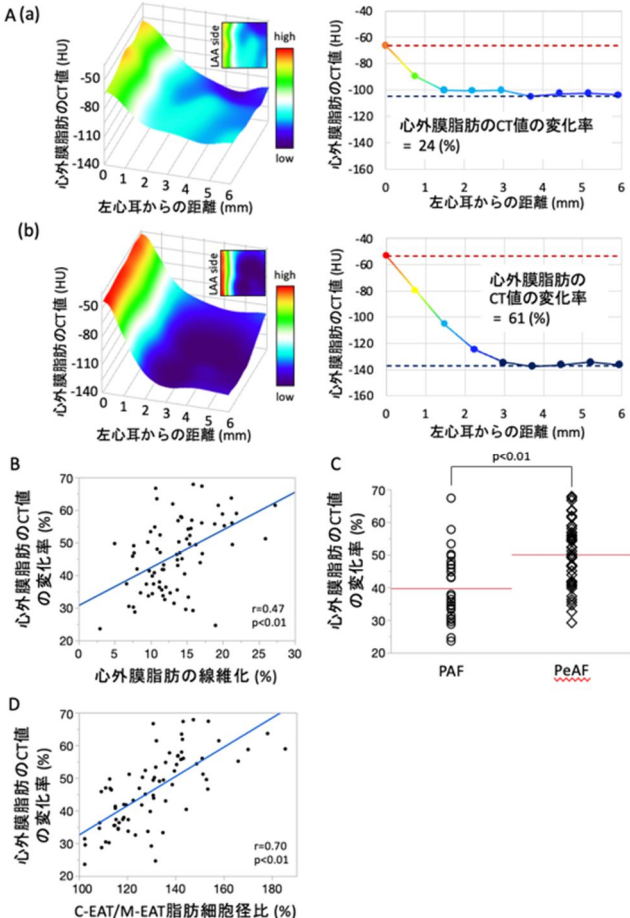 A (a)
心外膜脂肪のCT値 (HU)
-50
-80
-110
-140
0 1 2 3 4 5 6
左心耳からの距離 (mm)
LAA side
high
low
心外膜脂肪のCT値 (HU)
-40
-60
-80
-100
-120
-140
-160
0 1 2 3 4 5 6
左心耳からの距離 (mm)
心外膜脂肪のCT値の変化率
= 24 (%)
(b)
心外膜脂肪のCT値 (HU)
-50
-80
-110
-140
0 1 2 3 4 5 6
左心耳からの距離 (mm)
LAA side
high
low
心外膜脂肪のCT値 (HU)
-40
-60
-80
-100
-120
-140
-160
0 1 2 3 4 5 6
左心耳からの距離 (mm)
心外膜脂肪の
CT値の変化率
= 61 (%)
B
心外膜脂肪のCT値
の変化率 (%)
70
60
50
40
30
20
0 5 10 15 20 25 30
心外膜脂肪の線維化 (%)
r=0.47
p<0.01
C
p<0.01
心外膜脂肪のCT値
の変化率 (%)
70
60
50
40
30
20
PAF PeAF
D
心外膜脂肪のCT値
の変化率 (%)
70
60
50
40
30
20
100 120 140 160 180
C-EAT/M-EAT脂肪細胞径比 (%)
r=0.70
p<0.01